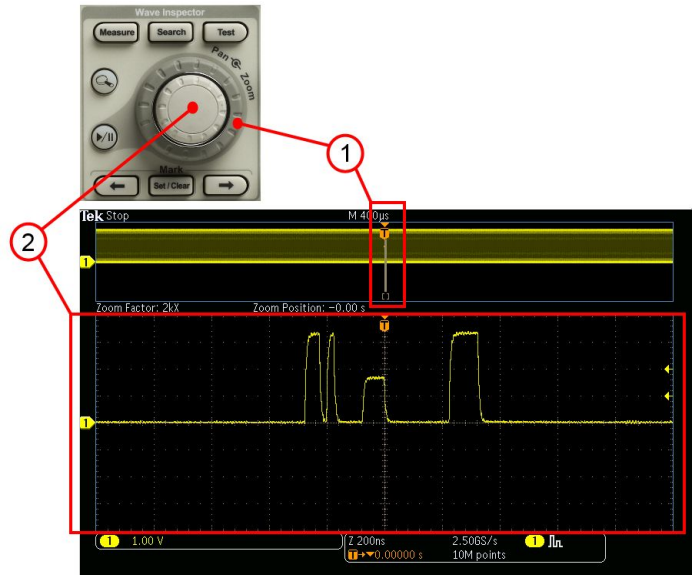 Wave Inspector
Measure Search Test
Pan Zoom
Mark
Set / Clear
1
2
Tek Stop
M 400µs
T
1
Zoom Factor: 2kX Zoom Position: -0.00 s
T
1
1 1.00 V
Z 200ns 2.50GS/s 1
T→▼0.00000 s 10M points